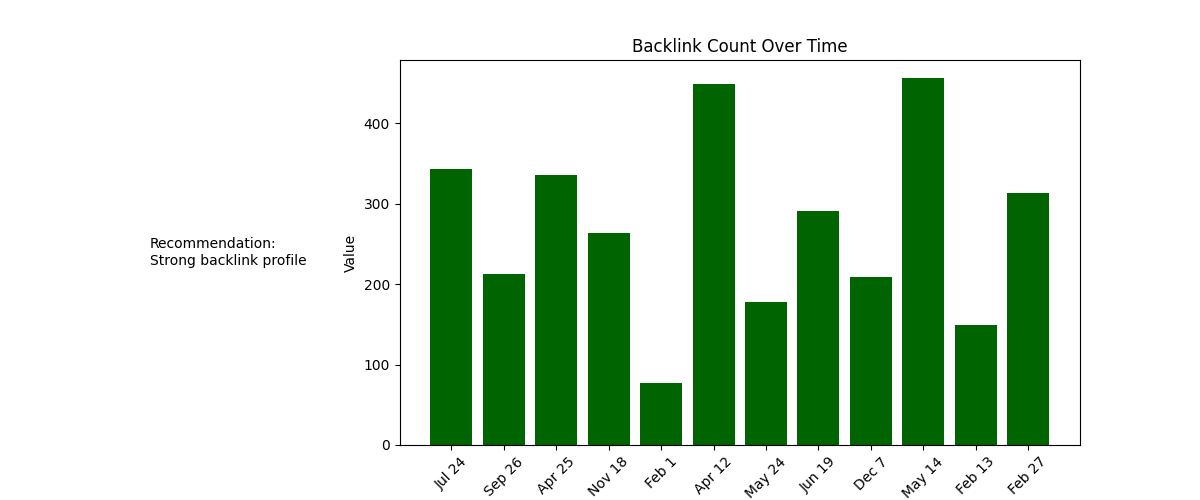 Backlink Count Over Time
Recommendation:
Strong backlink profile
Value
400
300
200
100
0
Jul 24
Sep 26
Apr 25
Nov 18
Feb 1
Apr 12
May 24
Jun 19
Dec 7
May 14
Feb 13
Feb 27